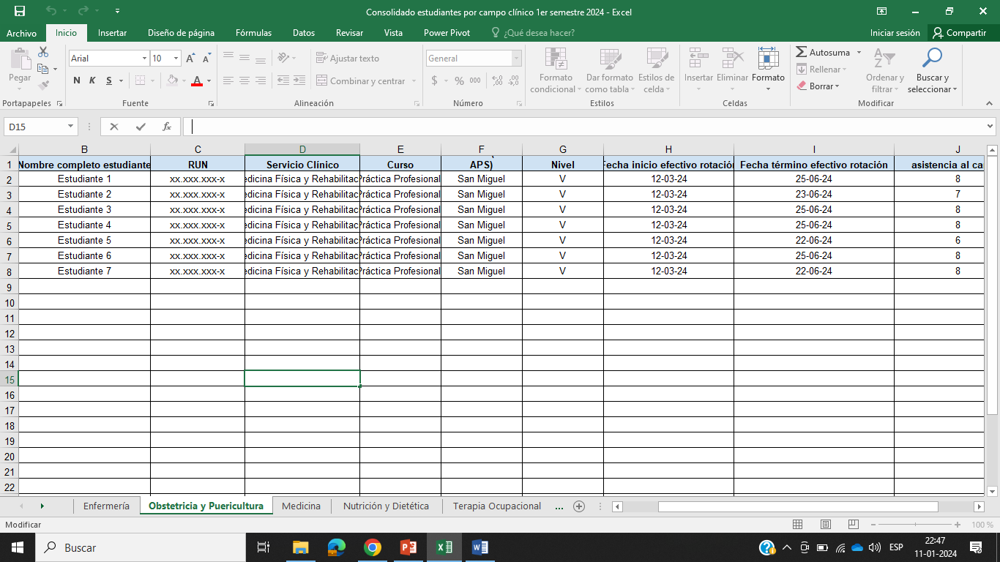 Consolidado estudiantes por campo clínico 1er semestre 2024 - Excel
Archivo Inicio Insertar Diseño de página Fórmulas Datos Revisar Vista Power Pivot ¿Qué desea hacer? Iniciar sesión Compartir
Arial 10 Ajustar texto General Autosuma
Pegar Formato Dar formato Estilos de Insertar Eliminar Formato Rellenar Ordenar y Buscar y
N K S A Combinar y centrar $ % 000 condicional como tabla celda Borrar filtrar seleccionar
Portapapeles Fuente Alineación Número Estilos Celdas Modificar
D15 fx
B C D E F G H I J
1 Nombre completo estudiante RUN Servicio Clínico Curso APS) Nivel Fecha inicio efectivo rotación Fecha término efectivo rotación asistencia al ca
2 Estudiante 1 xx.xxx.xxx-x edicina Física y Rehabilitac Práctica Profesional San Miguel V 12-03-24 25-06-24 8
3 Estudiante 2 xx.xxx.xxx-x edicina Física y Rehabilitac Práctica Profesional San Miguel V 12-03-24 23-06-24 7
4 Estudiante 3 xx.xxx.xxx-x edicina Física y Rehabilitac Práctica Profesional San Miguel V 12-03-24 25-06-24 8
5 Estudiante 4 xx.xxx.xxx-x edicina Física y Rehabilitac Práctica Profesional San Miguel V 12-03-24 25-06-24 8
6 Estudiante 5 xx.xxx.xxx-x edicina Física y Rehabilitac Práctica Profesional San Miguel V 12-03-24 22-06-24 6
7 Estudiante 6 xx.xxx.xxx-x edicina Física y Rehabilitac Práctica Profesional San Miguel V 12-03-24 25-06-24 8
8 Estudiante 7 xx.xxx.xxx-x edicina Física y Rehabilitac Práctica Profesional San Miguel V 12-03-24 22-06-24 8
9
10
11
12
13
14
15
16
17
18
19
20
21
22
Enfermería Obstetricia y Puericultura Medicina Nutrición y Dietética Terapia Ocupacional ...
Modificar 100 %
Buscar ESP 22:47
11-01-2024